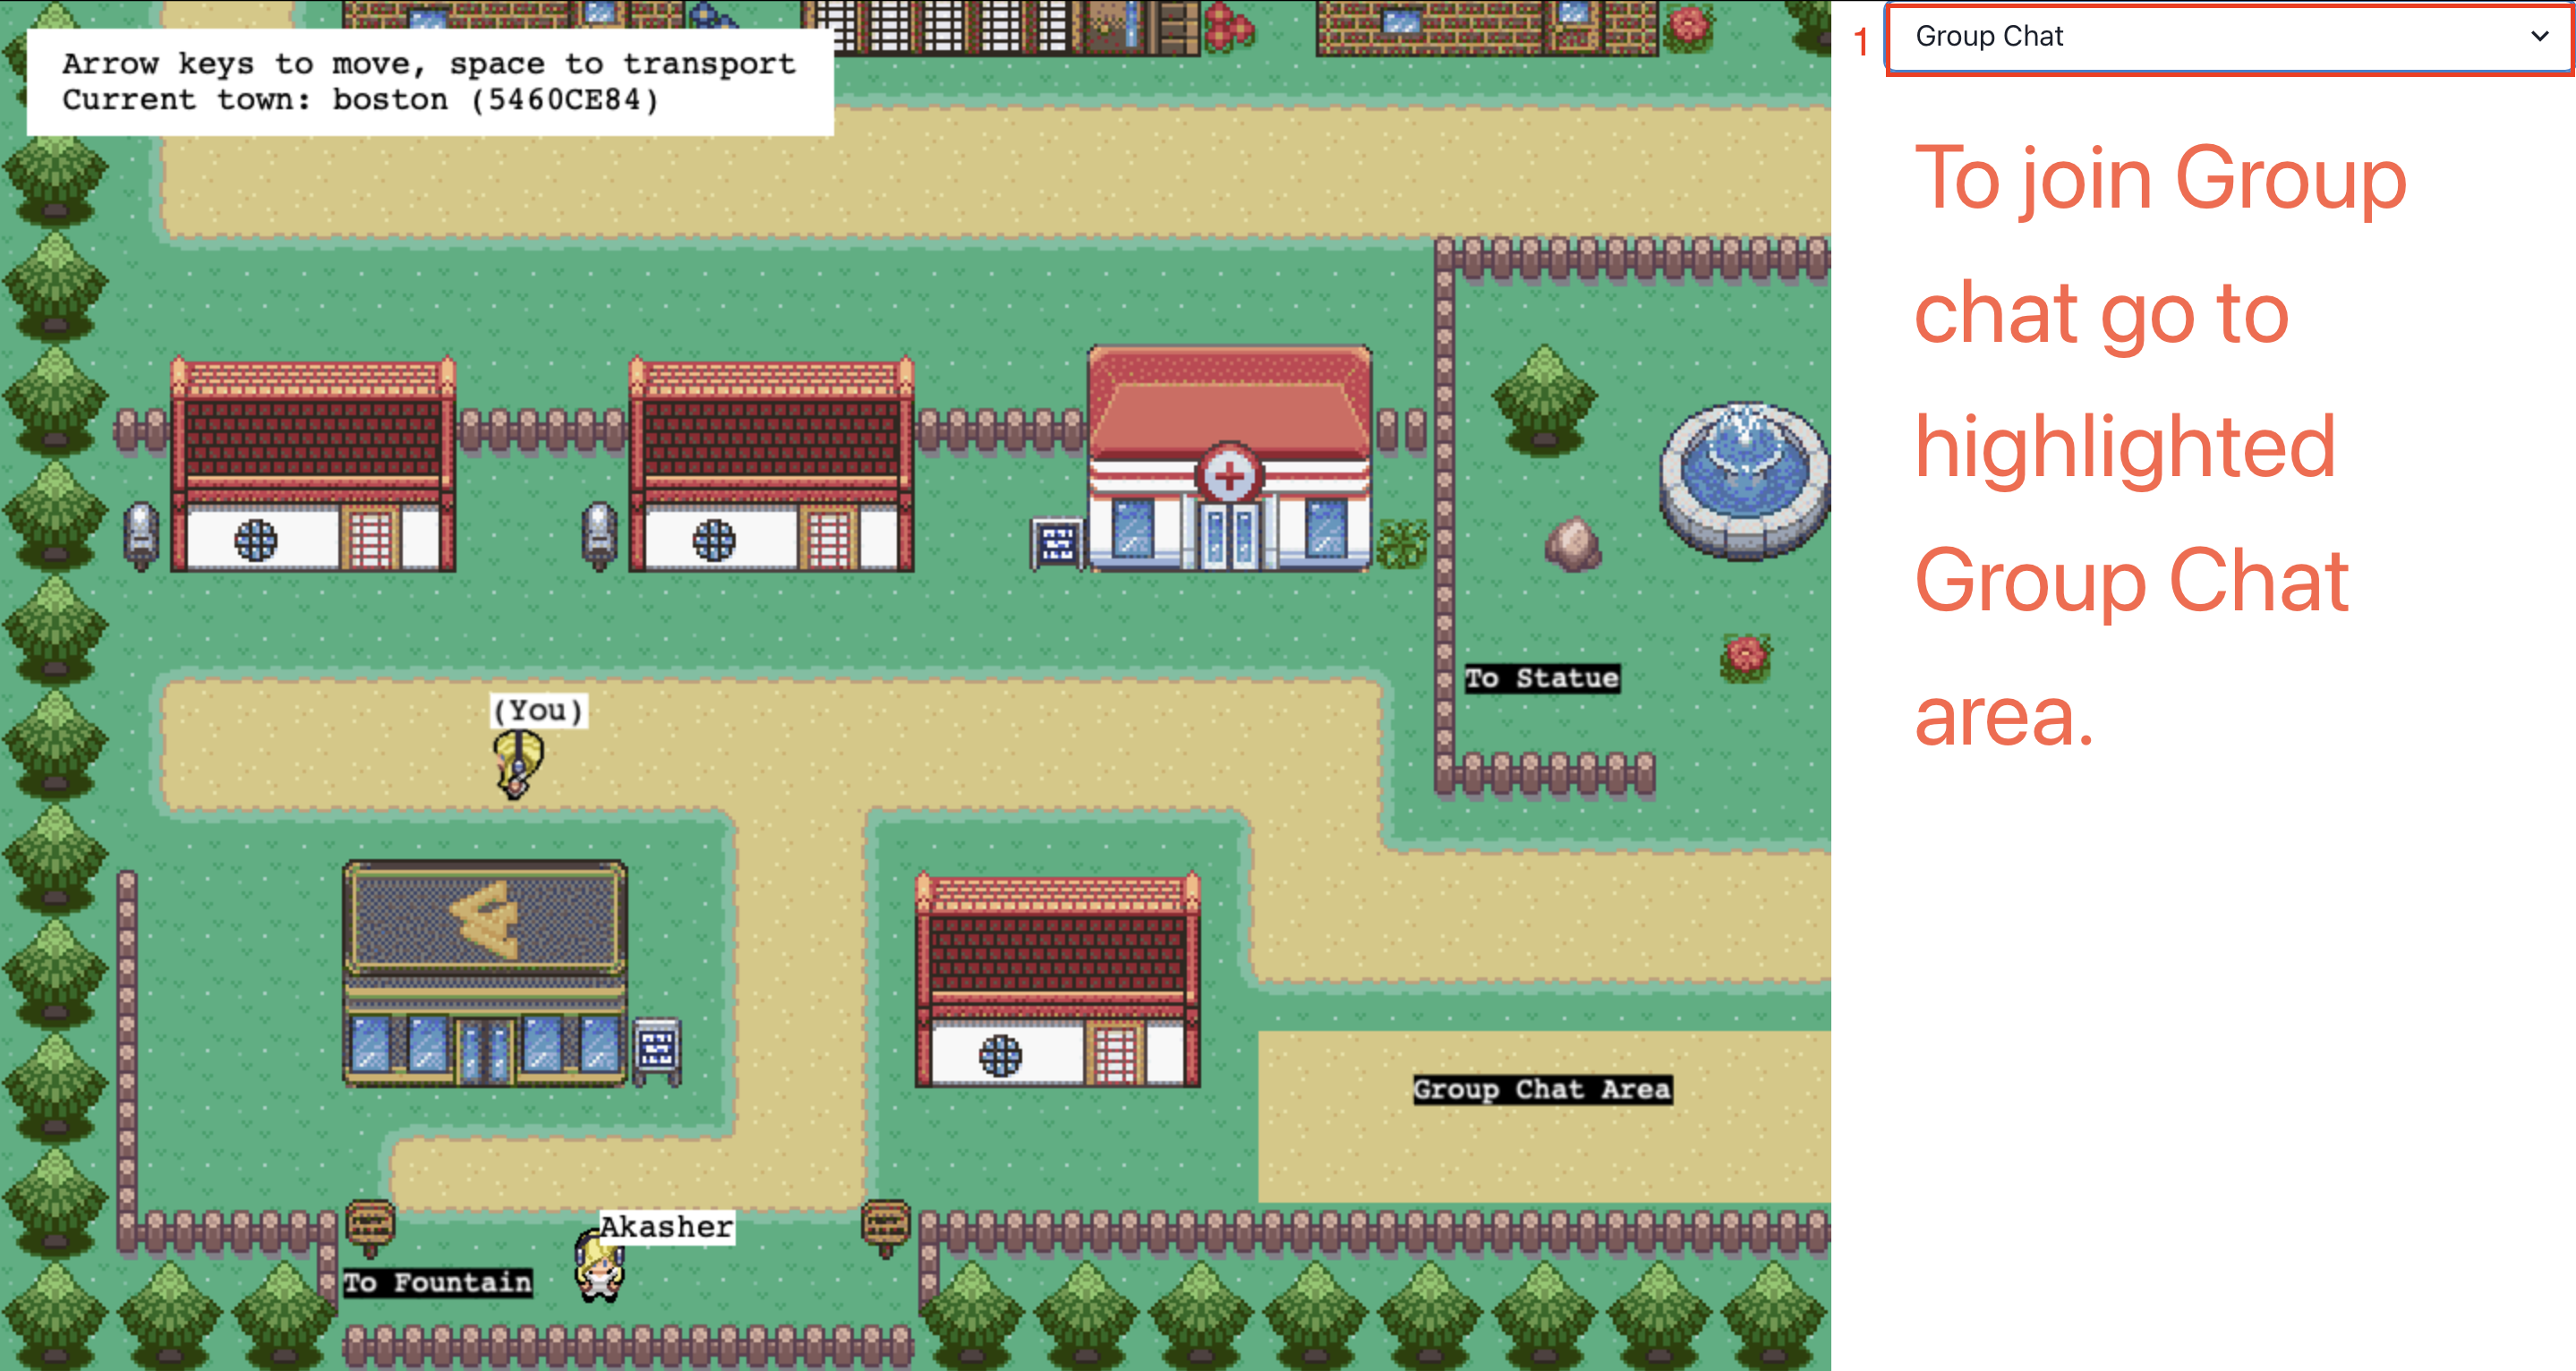 Arrow keys to move, space to transport
Current town: boston (5460CE84)
1
Group Chat
To join Group
chat go to
highlighted
Group Chat
area.
To Statue
(You)
Group Chat Area
Akasher
To Fountain